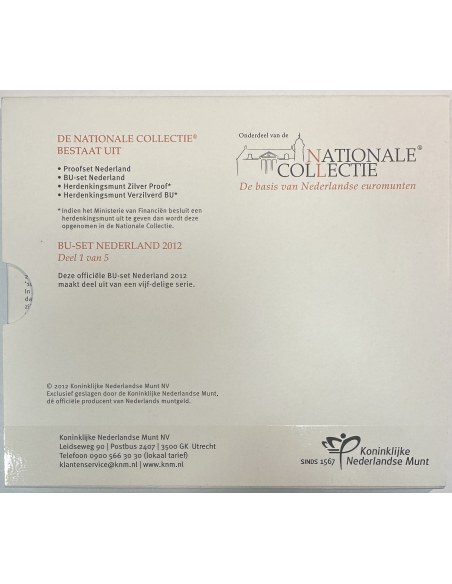 DE NATIONALE COLLECTIE®
BESTAAT UIT
• Proofset Nederland
• BU-set Nederland
• Herdenkingsmunt Zilver Proof*
• Herdenkingsmunt Verzilverd BU*
*Indien het Ministerie van Financiën besluit een
herdenkingsmunt uit te geven dan wordt deze
opgenomen in de Nationale Collectie.
BU-SET NEDERLAND 2012
Deel 1 van 5
Deze officiële BU-set Nederland 2012
maakt deel uit van een vijf-delige serie.
Onderdeel van de
NATIONALE®
COLLECTIE
De basis van Nederlandse euromunten
© 2012 Koninklijke Nederlandse Munt NV
Exclusief geslagen door de Koninklijke Nederlandse Munt,
dé officiële producent van Nederlands muntgeld.
Koninklijke Nederlandse Munt NV
Leidseweg 90 | Postbus 2407 | 3500 GK Utrecht
Telefoon 0900 566 30 30 (lokaal tarief)
klantenservice@knm.nl | www.knm.nl
SINDS 1567
Koninklijke
Nederlandse Munt